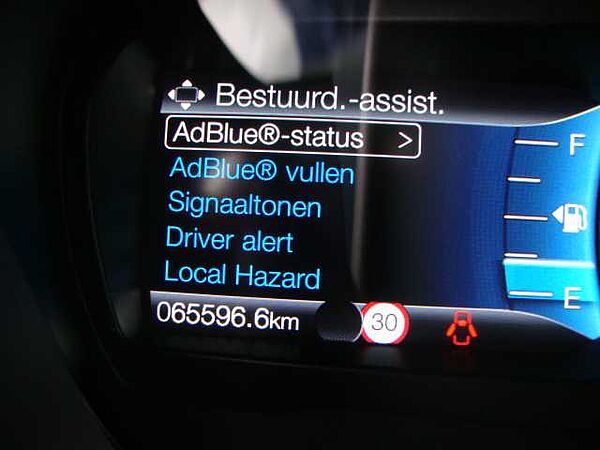 Bestuurd.-assist.
AdBlue®-status >
AdBlue® vullen
Signaaltonen
Driver alert
Local Hazard
F
E
065596.6km
30